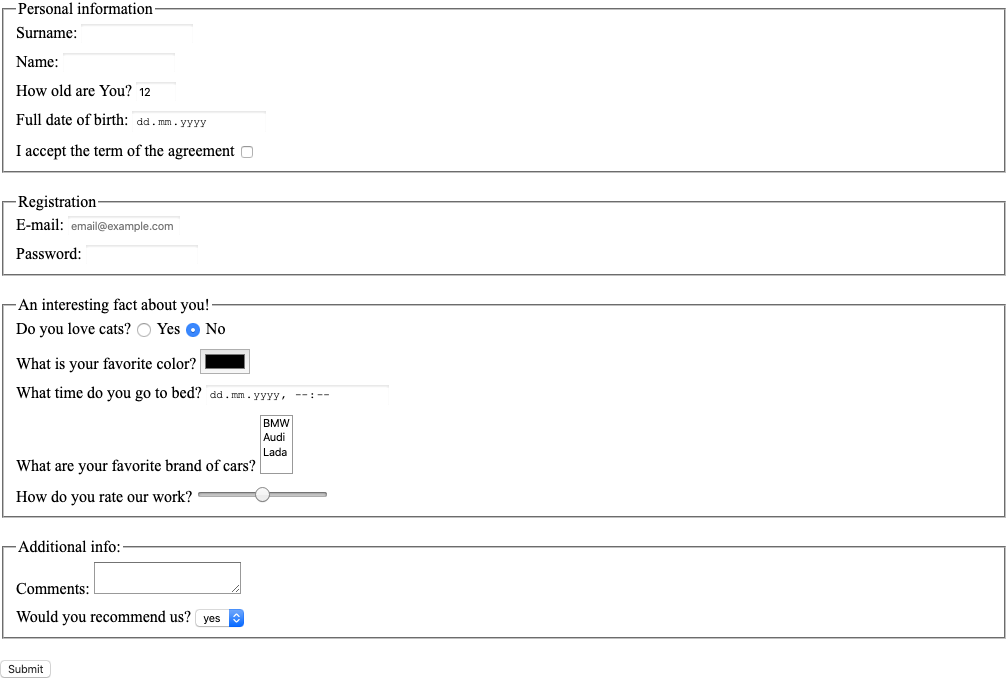 Personal information
Surname:
Name:
How old are You? 12
Full date of birth: dd.mm.yyyy
I accept the term of the agreement
Registration
E-mail: email@example.com
Password:
An interesting fact about you!
Do you love cats? Yes No
What is your favorite color?
What time do you go to bed? dd.mm.yyyy, --:--
BMW
Audi
Lada
What are your favorite brand of cars?
How do you rate our work?
Additional info:
Comments:
Would you recommend us? yes
Submit